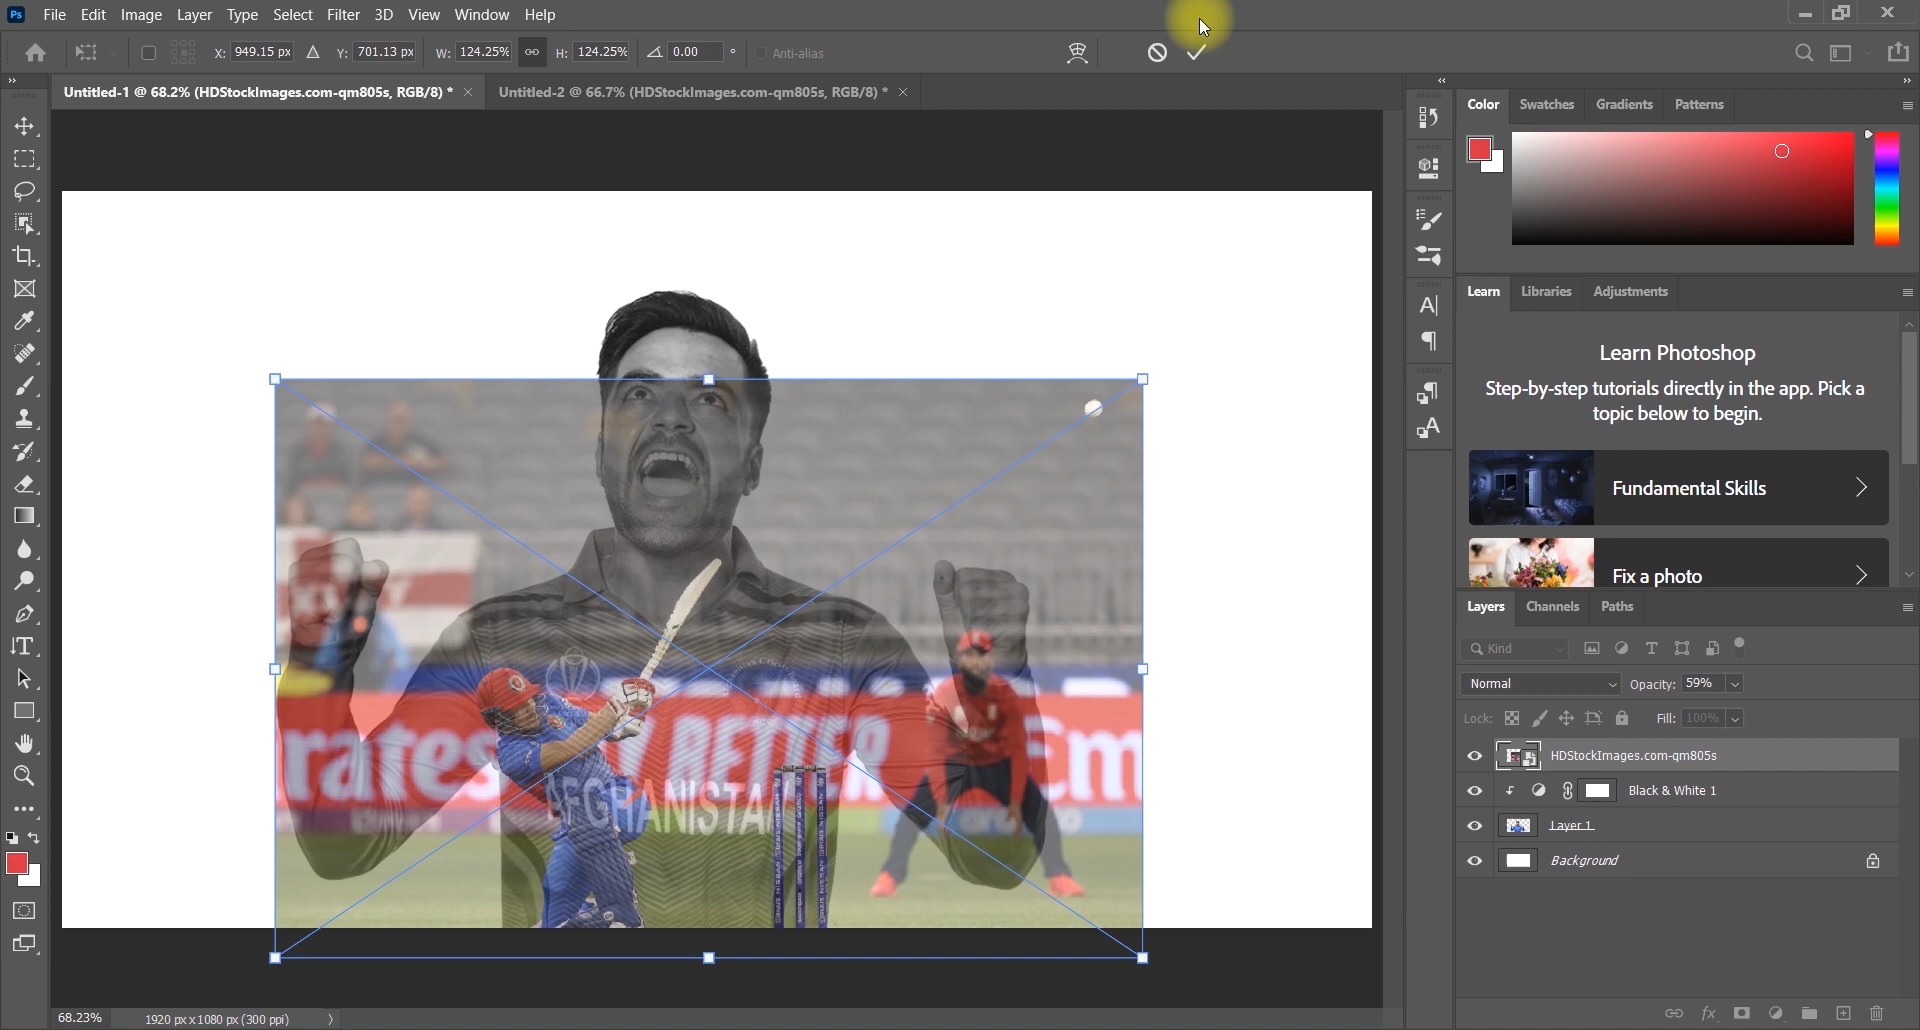 Ps File Edit Image Layer Type Select Filter 3D View Window Help
X: 949.15 px Y: 701.13 px W: 124.25% H: 124.25% 0.00 ° Anti-alias
Untitled-1 @ 68.2% (HDStockImages.com-qm805s, RGB/8) * × Untitled-2 @ 66.7% (HDStockImages.com-qm805s, RGB/8) * ×
Color Swatches Gradients Patterns
Learn Libraries Adjustments
Learn Photoshop
Step-by-step tutorials directly in the app. Pick a
topic below to begin.
Fundamental Skills
Fix a photo
Layers Channels Paths
Kind
Normal Opacity: 59%
Lock: Fill: 100%
HDStockImages.com-qm805s
Black & White 1
Layer 1
Background
rates
AFGHANISTAN
Em
68.23% 1920 px x 1080 px (300 ppi)